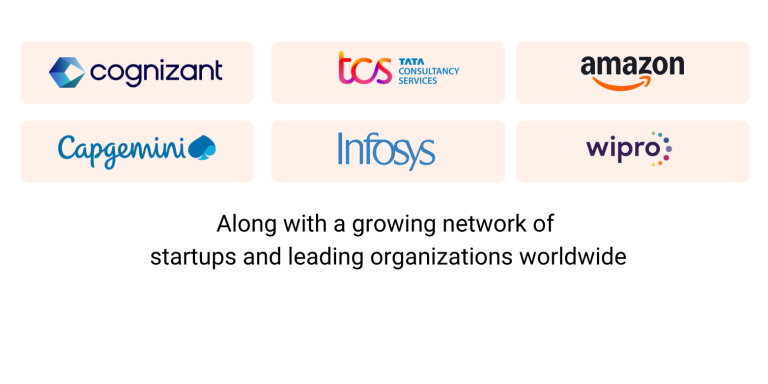 cognizant
tcs TATA
CONSULTANCY
SERVICES
amazon
Capgemini
Infosys
wipro
Along with a growing network of
startups and leading organizations worldwide